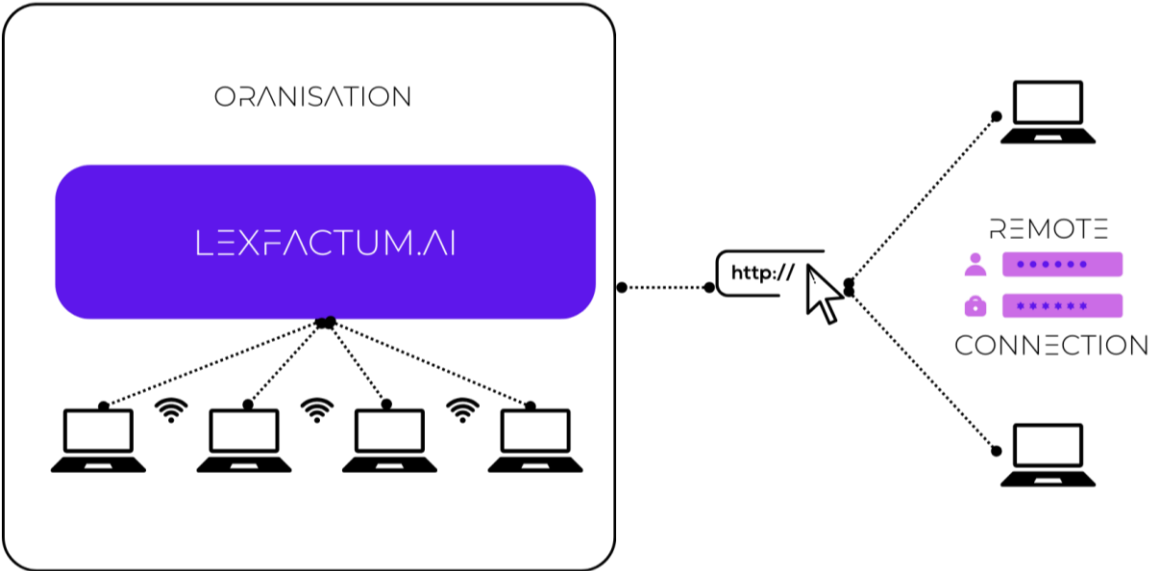 ORANISATION
LEXFACTUM.AI
http://
REMOTE
******
******
CONNECTION